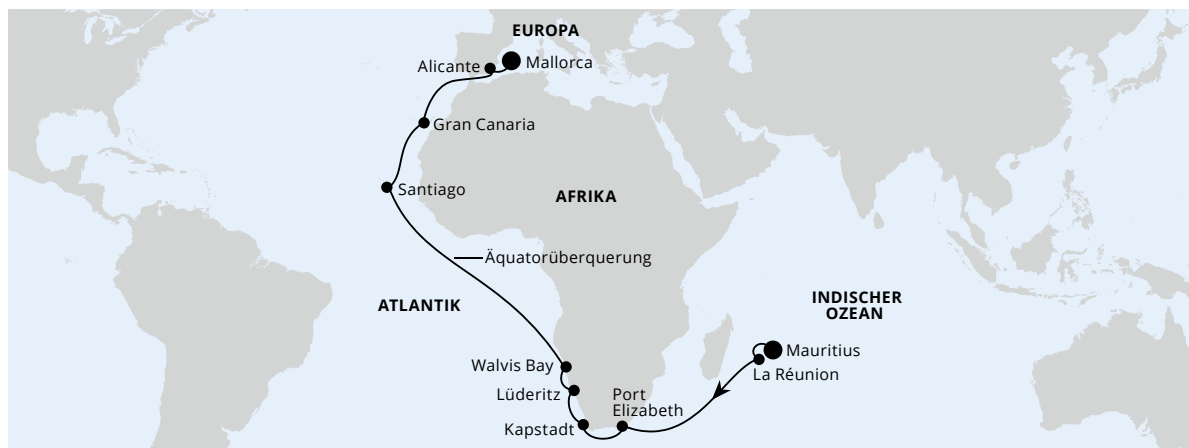 EUROPA
Alicante
Mallorca
Gran Canaria
Santiago
AFRIKA
Äquatorüberquerung
ATLANTIK
INDISCHER
OZEAN
Mauritius
La Réunion
Walvis Bay
Lüderitz
Port
Elizabeth
Kapstadt